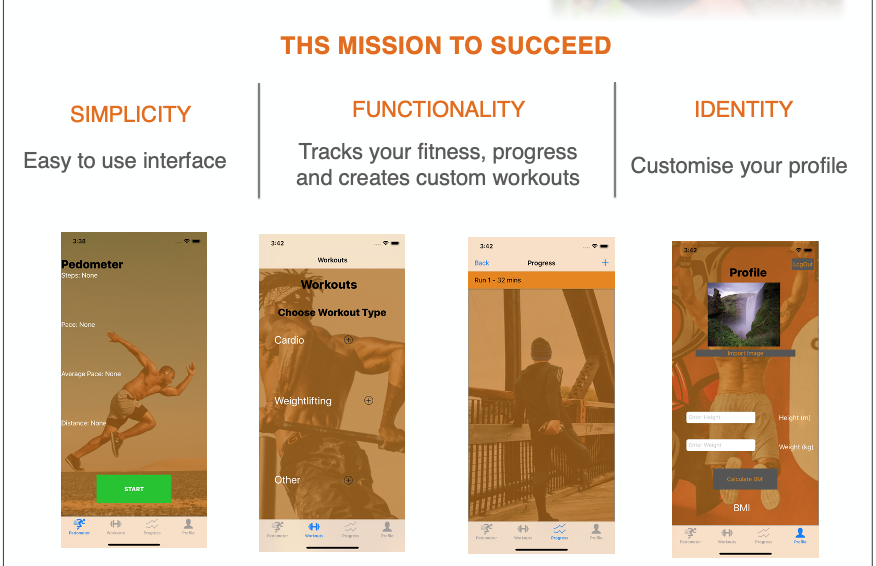 THS MISSION TO SUCCEED
SIMPLICITY
Easy to use interface
FUNCTIONALITY
Tracks your fitness, progress
and creates custom workouts
IDENTITY
Customise your profile
3:38
Pedometer
Steps: None
Pace: None
Average Pace: None
Distance: None
START
Pedometer Workouts Progress Profile
3:42
Workouts
Workouts
Choose Workout Type
Cardio
Weightlifting
Other
Pedometer Workouts Progress Profile
3:42
Back Progress +
Run 1 - 32 mins
Pedometer Workouts Progress Profile
3:42
LogOut
Profile
Import Image
Enter Height Height (m)
Enter Weight Weight (kg)
Calculate BMI
BMI
Pedometer Workouts Progress Profile